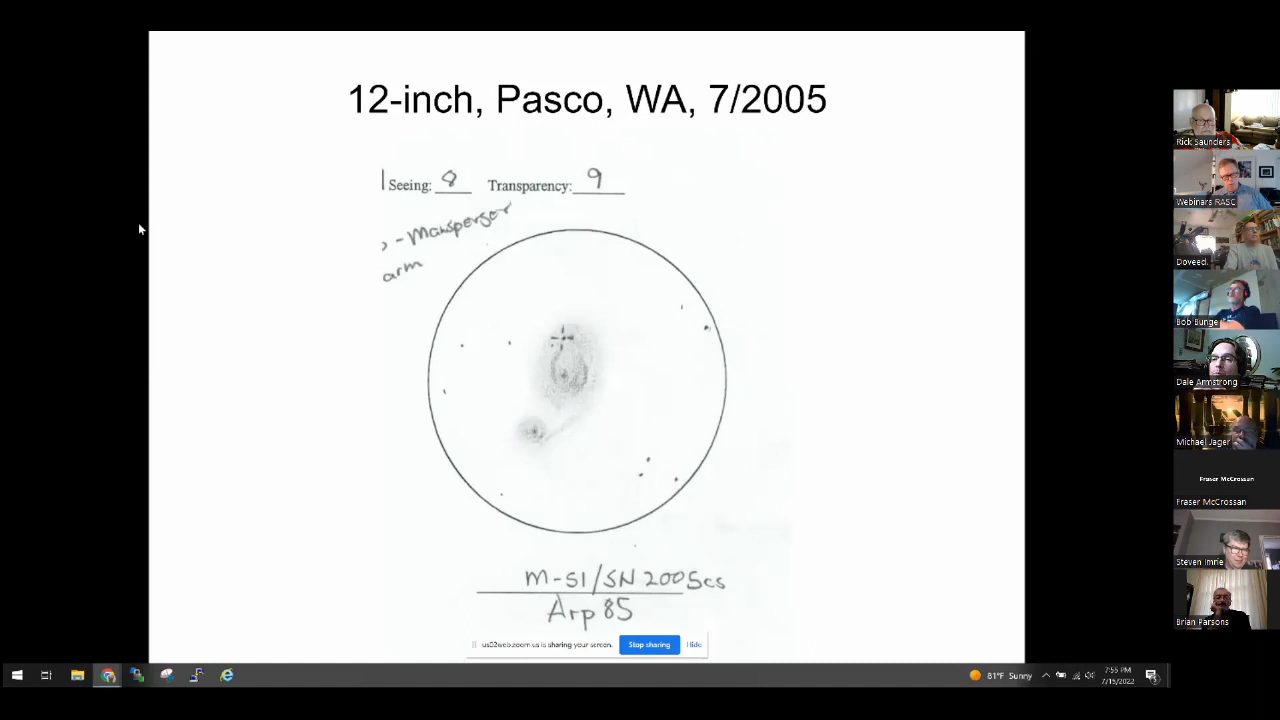 12-inch, Pasco, WA, 7/2005
Seeing: 8 Transparency: 9
- Mansperger
arm
M-51/SN 2005cs
Arp 85
us02web.zoom.us is sharing your screen. Stop sharing Hide
Rick Saunders
Webinars RASC
Doveed
Bob Bunge
Dale Armstrong
Michael Jager
Fraser McCrossan
Fraser McCrossan
Steven Imrie
Brian Parsons
81°F Sunny
7:55 PM
7/15/2022